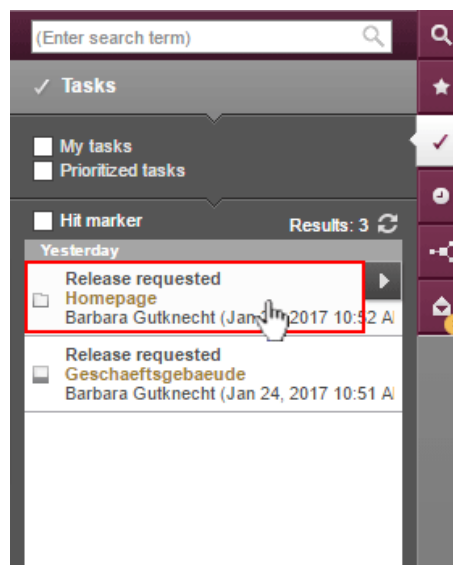 (Enter search term)
Tasks
My tasks
Prioritized tasks
Hit marker
Results: 3
Yesterday
Release requested
Homepage
Barbara Gutknecht (Jan 2017 10:52 A
Release requested
Geschaeftsgebaeude
Barbara Gutknecht (Jan 24, 2017 10:51 A